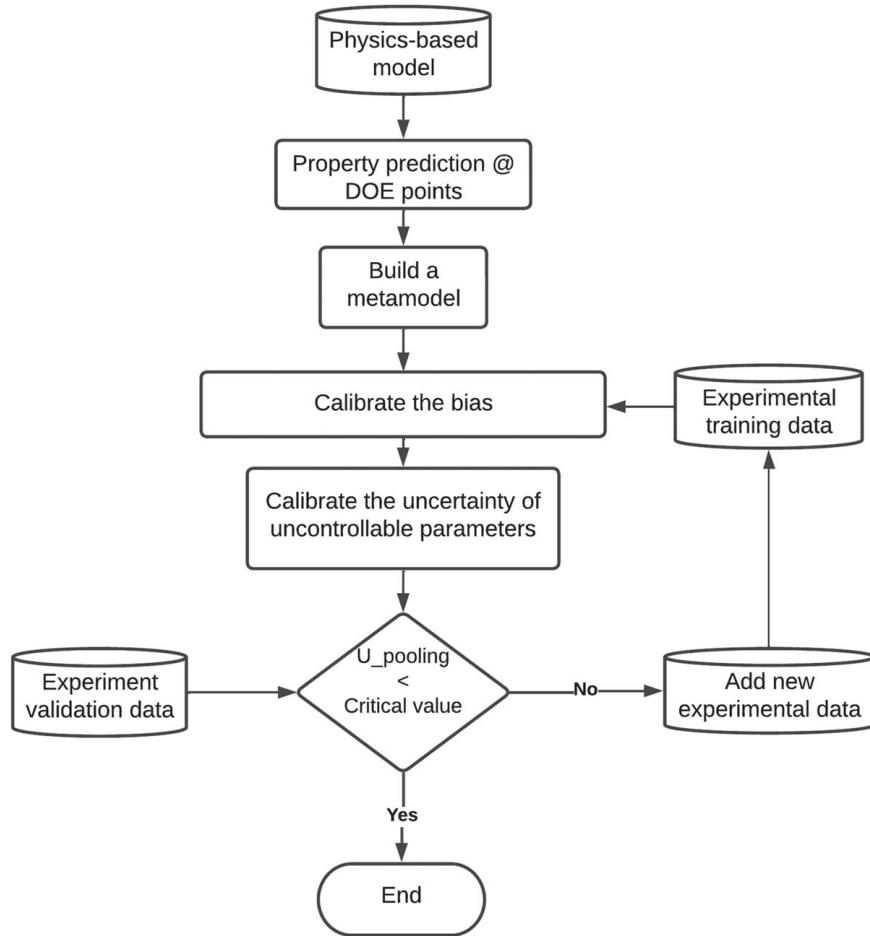 Physics-based
model
Property prediction @
DOE points
Build a
metamodel
Calibrate the bias
Experimental
training data
Calibrate the uncertainty of
uncontrollable parameters
U_pooling
<
Critical value
Experiment
validation data
No
Add new
experimental data
Yes
End